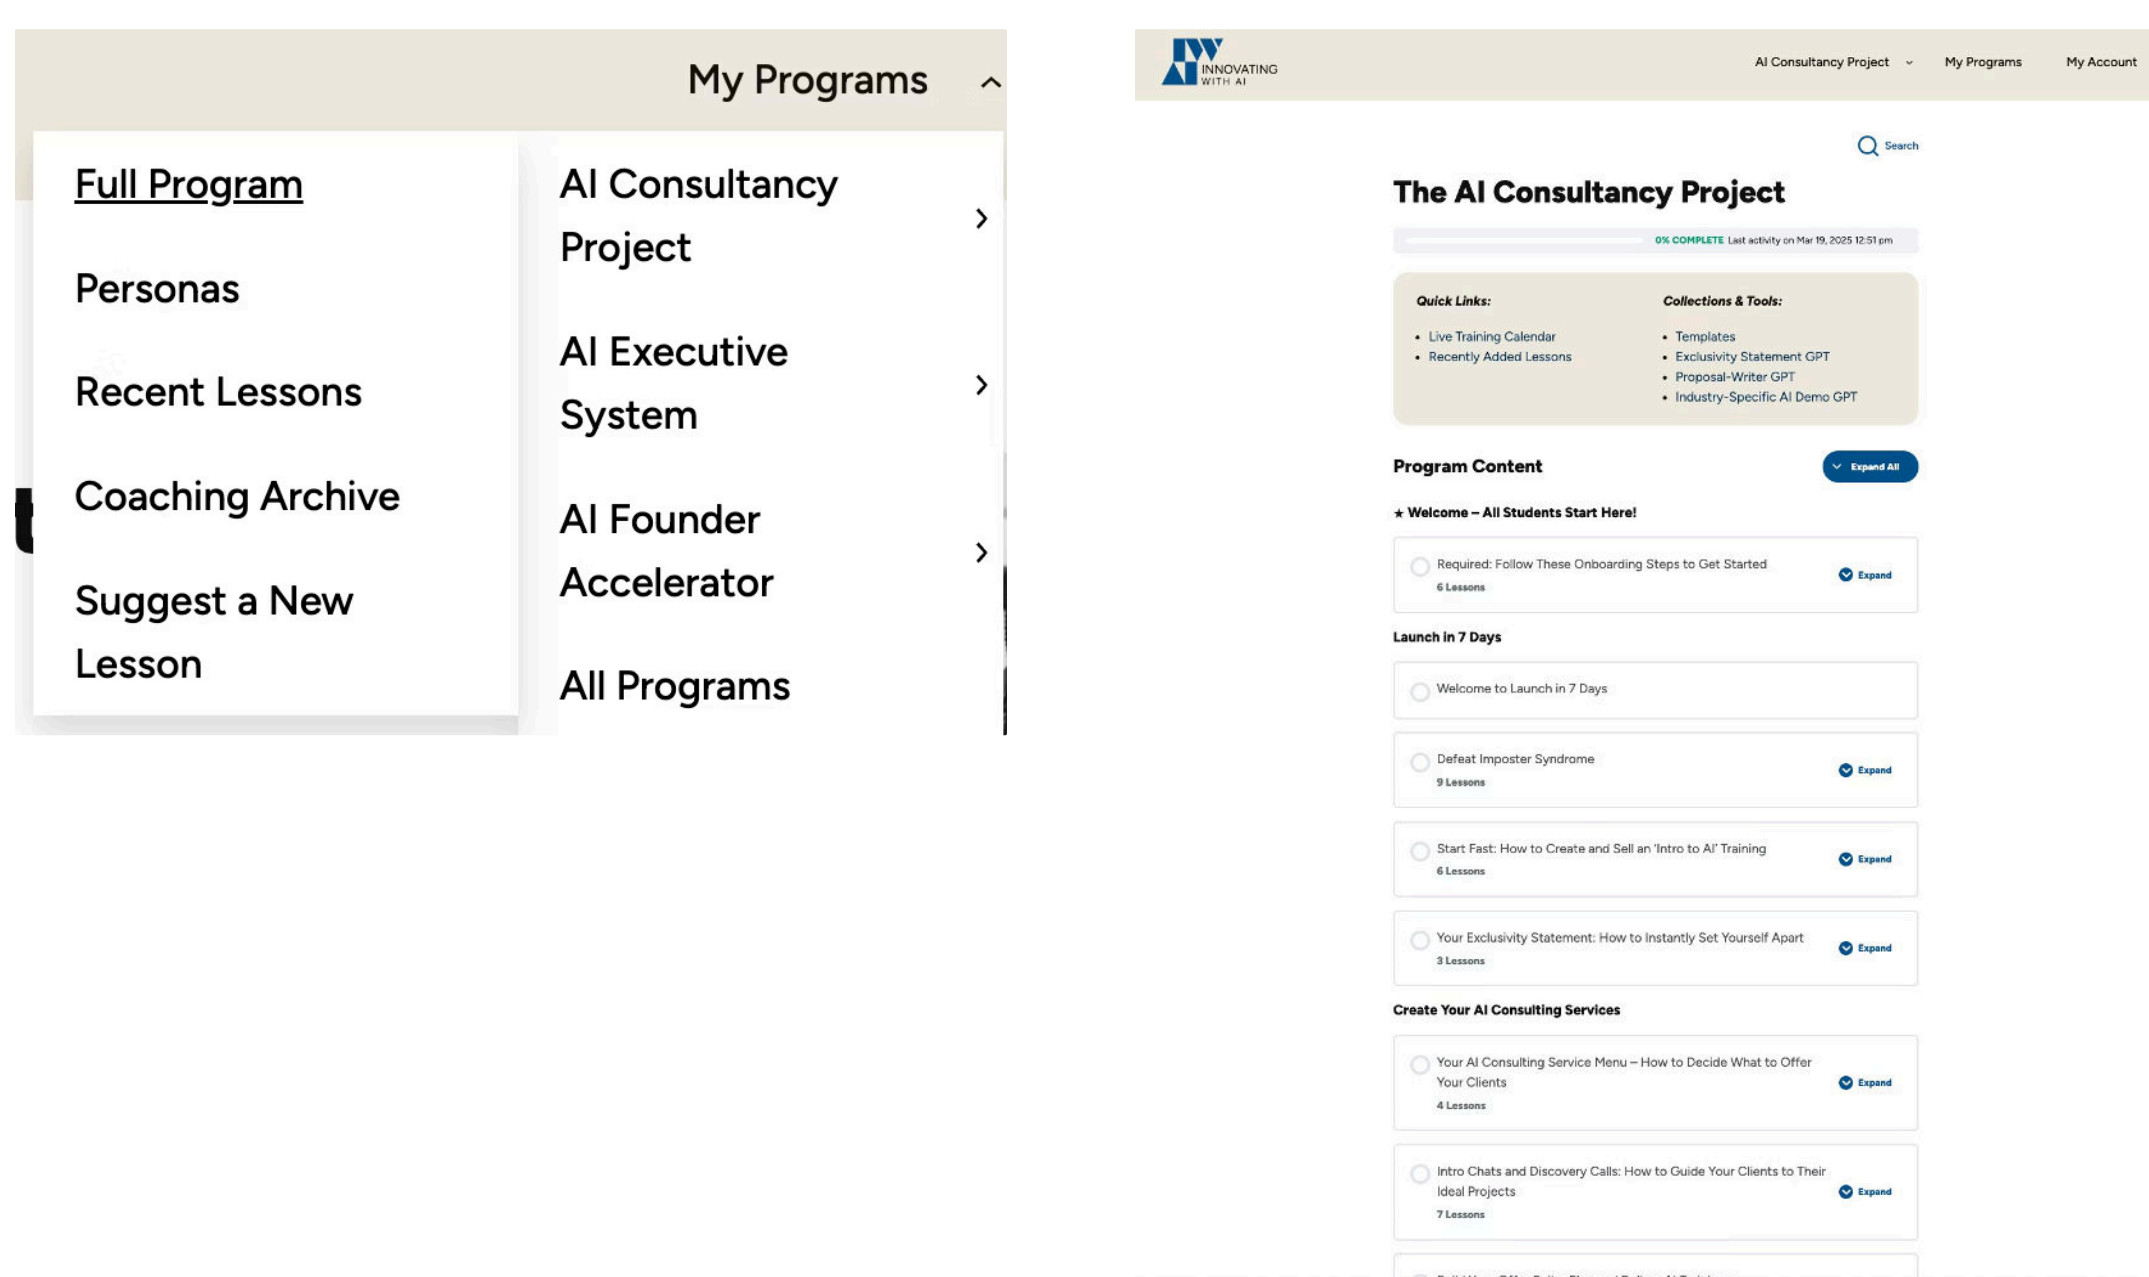 My Programs
Full Program
Personas
Recent Lessons
Coaching Archive
Suggest a New
Lesson
AI Consultancy
Project
AI Executive
System
AI Founder
Accelerator
All Programs
INNOVATING
WITH AI
AI Consultancy Project
My Programs
My Account
Search
The AI Consultancy Project
0% COMPLETE Last activity on Mar 19, 2025 12:51 pm
Quick Links:
• Live Training Calendar
• Recently Added Lessons
Collections & Tools:
• Templates
• Exclusivity Statement GPT
• Proposal-Writer GPT
• Industry-Specific AI Demo GPT
Program Content
Expand All
★ Welcome – All Students Start Here!
Required: Follow These Onboarding Steps to Get Started
6 Lessons
Expand
Launch in 7 Days
Welcome to Launch in 7 Days
Defeat Imposter Syndrome
9 Lessons
Expand
Start Fast: How to Create and Sell an ‘Intro to AI’ Training
6 Lessons
Expand
Your Exclusivity Statement: How to Instantly Set Yourself Apart
3 Lessons
Expand
Create Your AI Consulting Services
Your AI Consulting Service Menu – How to Decide What to Offer
Your Clients
4 Lessons
Expand
Intro Chats and Discovery Calls: How to Guide Your Clients to Their
Ideal Projects
7 Lessons
Expand